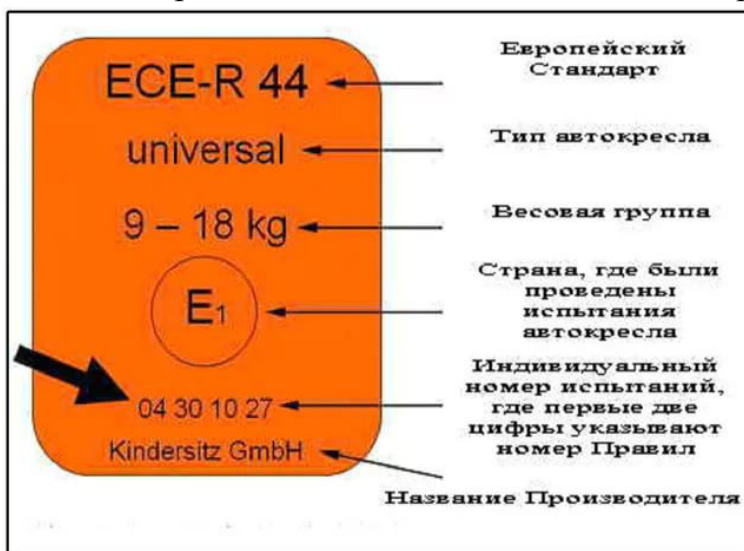 ECE-R 44
Европейский
Стандарт
universal
Тип автокресла
9 – 18 kg
Весовая группа
E1
Страна, где были
проведены
испытания
автокресла
04 30 10 27
Индивидуальный
номер испытаний,
где первые две
цифры указывают
номер Правил
Kindersitz GmbH
Название Производителя